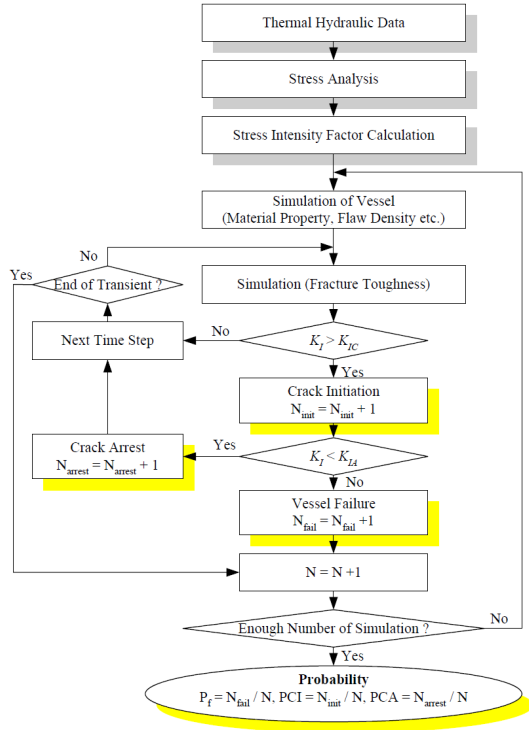 Thermal Hydraulic Data
Stress Analysis
Stress Intensity Factor Calculation
Simulation of Vessel
(Material Property, Flaw Density etc.)
No
Yes
End of Transient ?
Simulation (Fracture Toughness)
Next Time Step
No
K_I > K_IC
Yes
Crack Initiation
N_init = N_init + 1
Crack Arrest
N_arrest = N_arrest + 1
Yes
K_I < K_IA
No
Vessel Failure
N_fail = N_fail +1
N = N +1
Enough Number of Simulation ?
No
Yes
Probability
P_f = N_fail / N, PCI = N_init / N, PCA = N_arrest / N